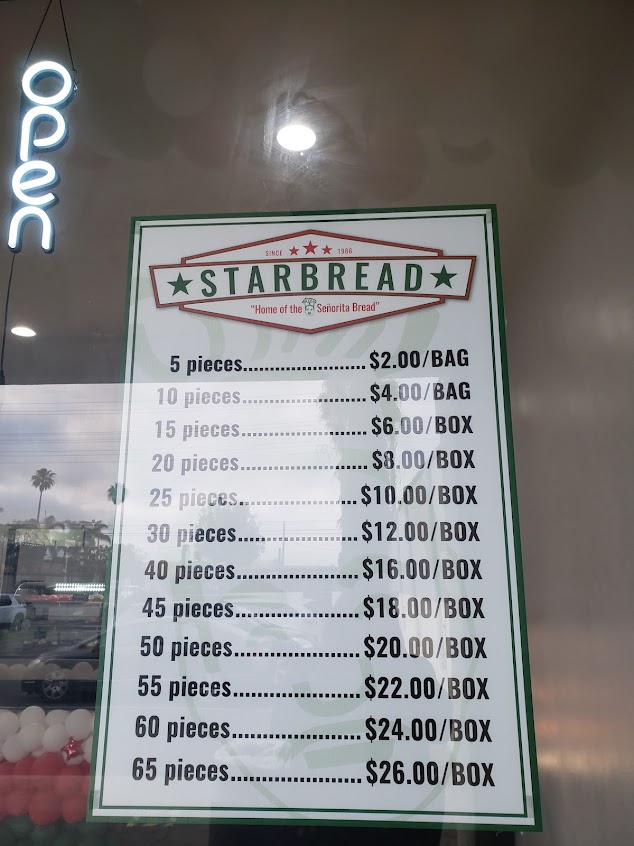 open
SINCE 1986
STARBREAD
"Home of the Señorita Bread"
5 pieces........................$2.00/BAG
10 pieces........................$4.00/BAG
15 pieces........................$6.00/BOX
20 pieces........................$8.00/BOX
25 pieces.......................$10.00/BOX
30 pieces.......................$12.00/BOX
40 pieces.......................$16.00/BOX
45 pieces.......................$18.00/BOX
50 pieces.......................$20.00/BOX
55 pieces.......................$22.00/BOX
60 pieces.......................$24.00/BOX
65 pieces.......................$26.00/BOX